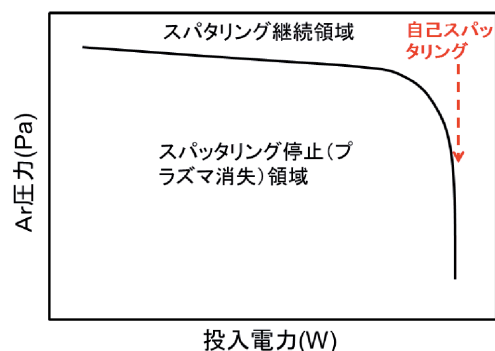 スパタリング継続領域
自己スパッ
タリング
スパッタリング停止(プ
ラズマ消失)領域
Ar圧力(Pa)
投入電力(W)